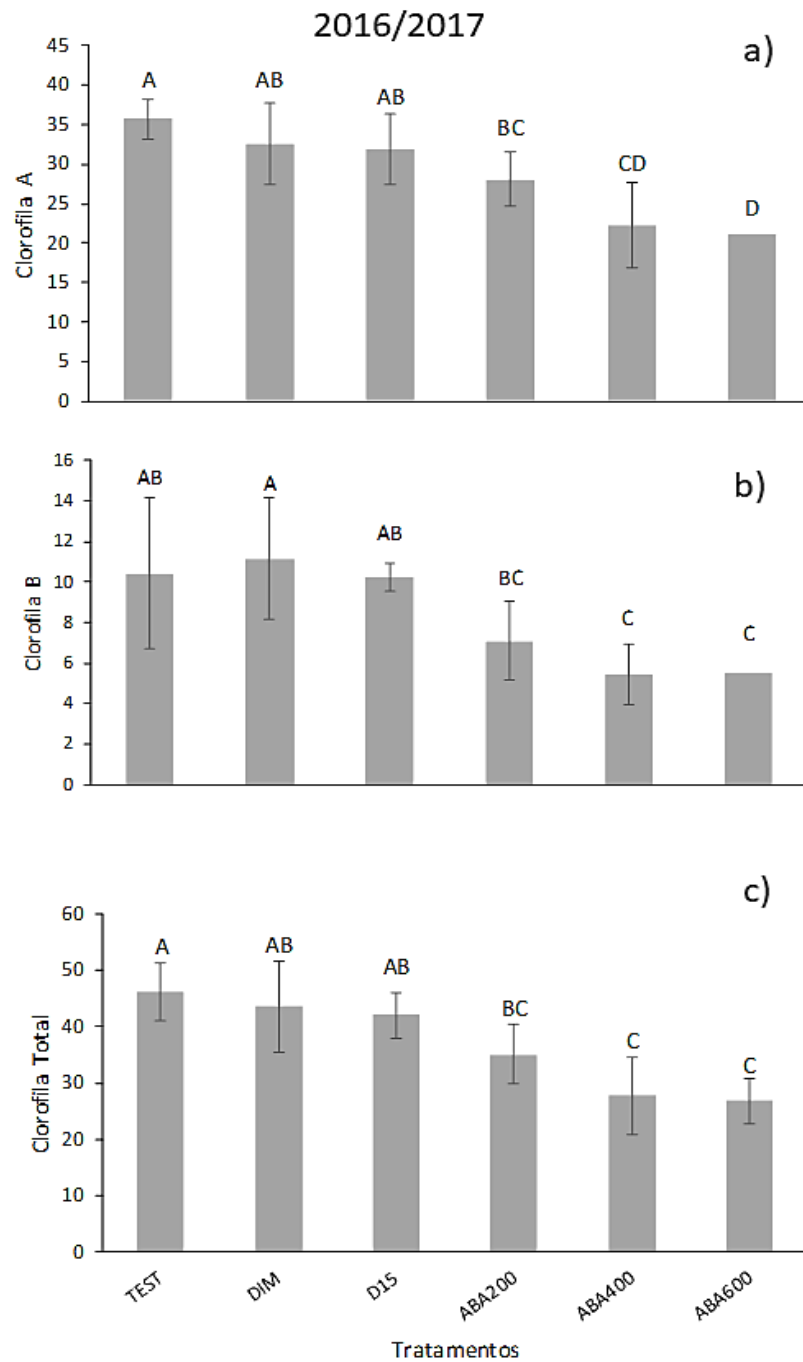 2016/2017
a)
Clorofila A
45
40
35
30
25
20
15
10
5
0
A
AB
AB
BC
CD
D
b)
Clorofila B
16
14
12
10
8
6
4
2
0
AB
A
AB
BC
C
C
c)
Clorofila Total
60
50
40
30
20
10
0
A
AB
AB
BC
C
C
TEST
DIM
D15
ABA200
ABA400
ABA600
Tratamentos